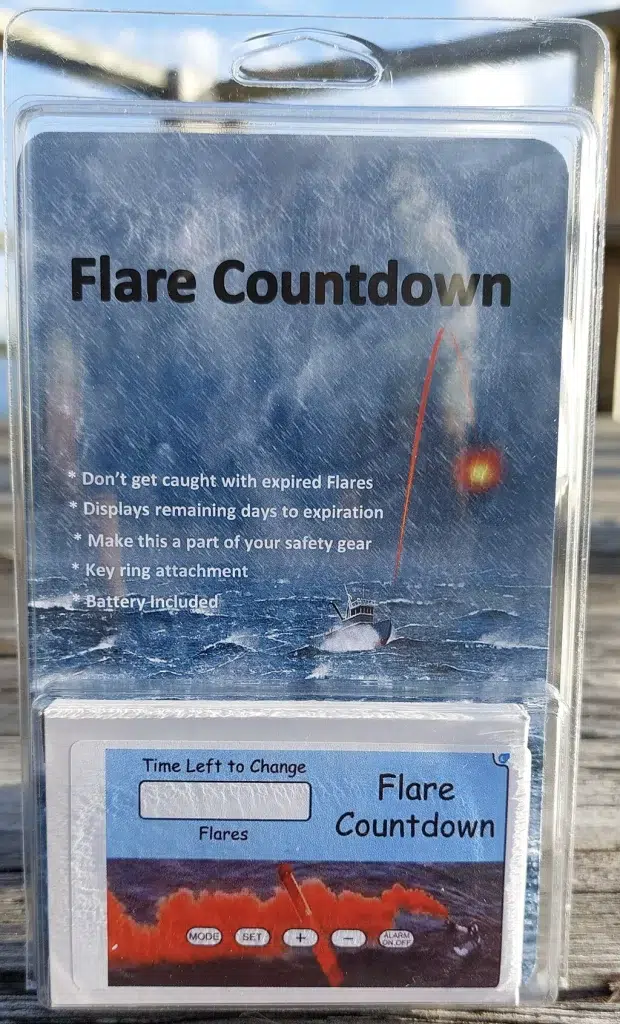 Flare Countdown
* Don't get caught with expired Flares
* Displays remaining days to expiration
* Make this a part of your safety gear
* Key ring attachment
* Battery Included
Time Left to Change
Flares
Flare
Countdown
MODE
SET
+
−
ALARM
ON.OFF